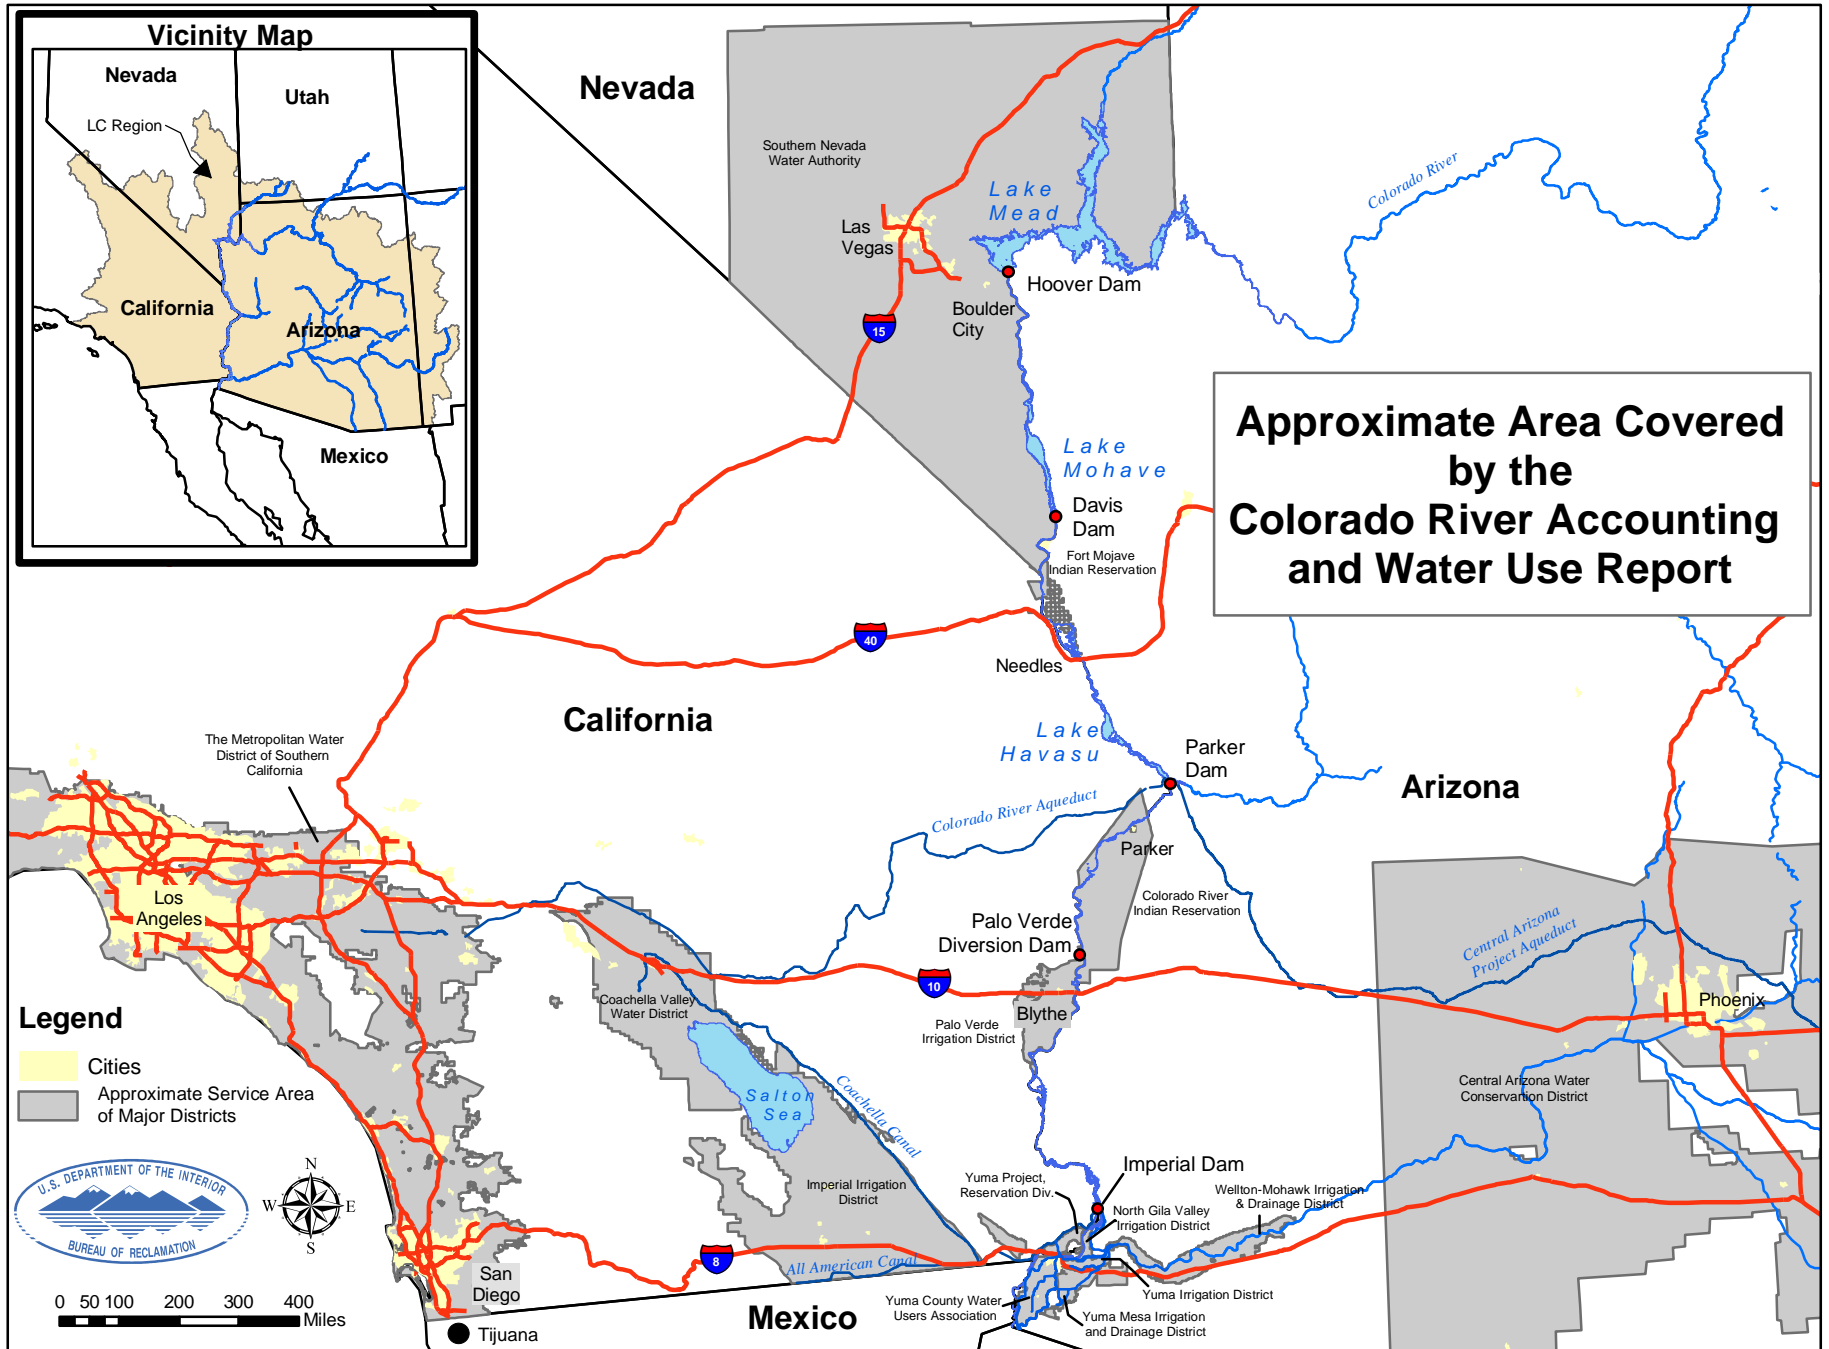 Vicinity Map
Nevada
Utah
LC Region
California
Arizona
Mexico
Nevada
Southern Nevada
Water Authority
Lake
Mead
Las
Vegas
Hoover Dam
Boulder
City
15
Colorado River
Approximate Area Covered
by the
Colorado River Accounting
and Water Use Report
Lake
Mohave
Davis
Dam
Fort Mojave
Indian Reservation
40
Needles
California
The Metropolitan Water
District of Southern
California
Lake
Havasu
Parker
Dam
Arizona
Colorado River Aqueduct
Parker
Los
Angeles
Colorado River
Indian Reservation
Palo Verde
Diversion Dam
Central Arizona
Project Aqueduct
10
Coachella Valley
Water District
Blythe
Phoenix
Palo Verde
Irrigation District
Legend
Cities
Approximate Service Area
of Major Districts
Salton
Sea
Coachella Canal
Central Arizona Water
Conservartion District
Imperial Irrigation
District
Yuma Project,
Reservation Div.
Imperial Dam
Wellton-Mohawk Irrigation
& Drainage District
North Gila Valley
Irrigation District
U.S. DEPARTMENT OF THE INTERIOR
BUREAU OF RECLAMATION
N
W
E
S
8
All American Canal
San
Diego
Yuma County Water
Users Association
Yuma Irrigation District
Yuma Mesa Irrigation
and Drainage District
Mexico
0 50 100 200 300 400
Miles
Tijuana